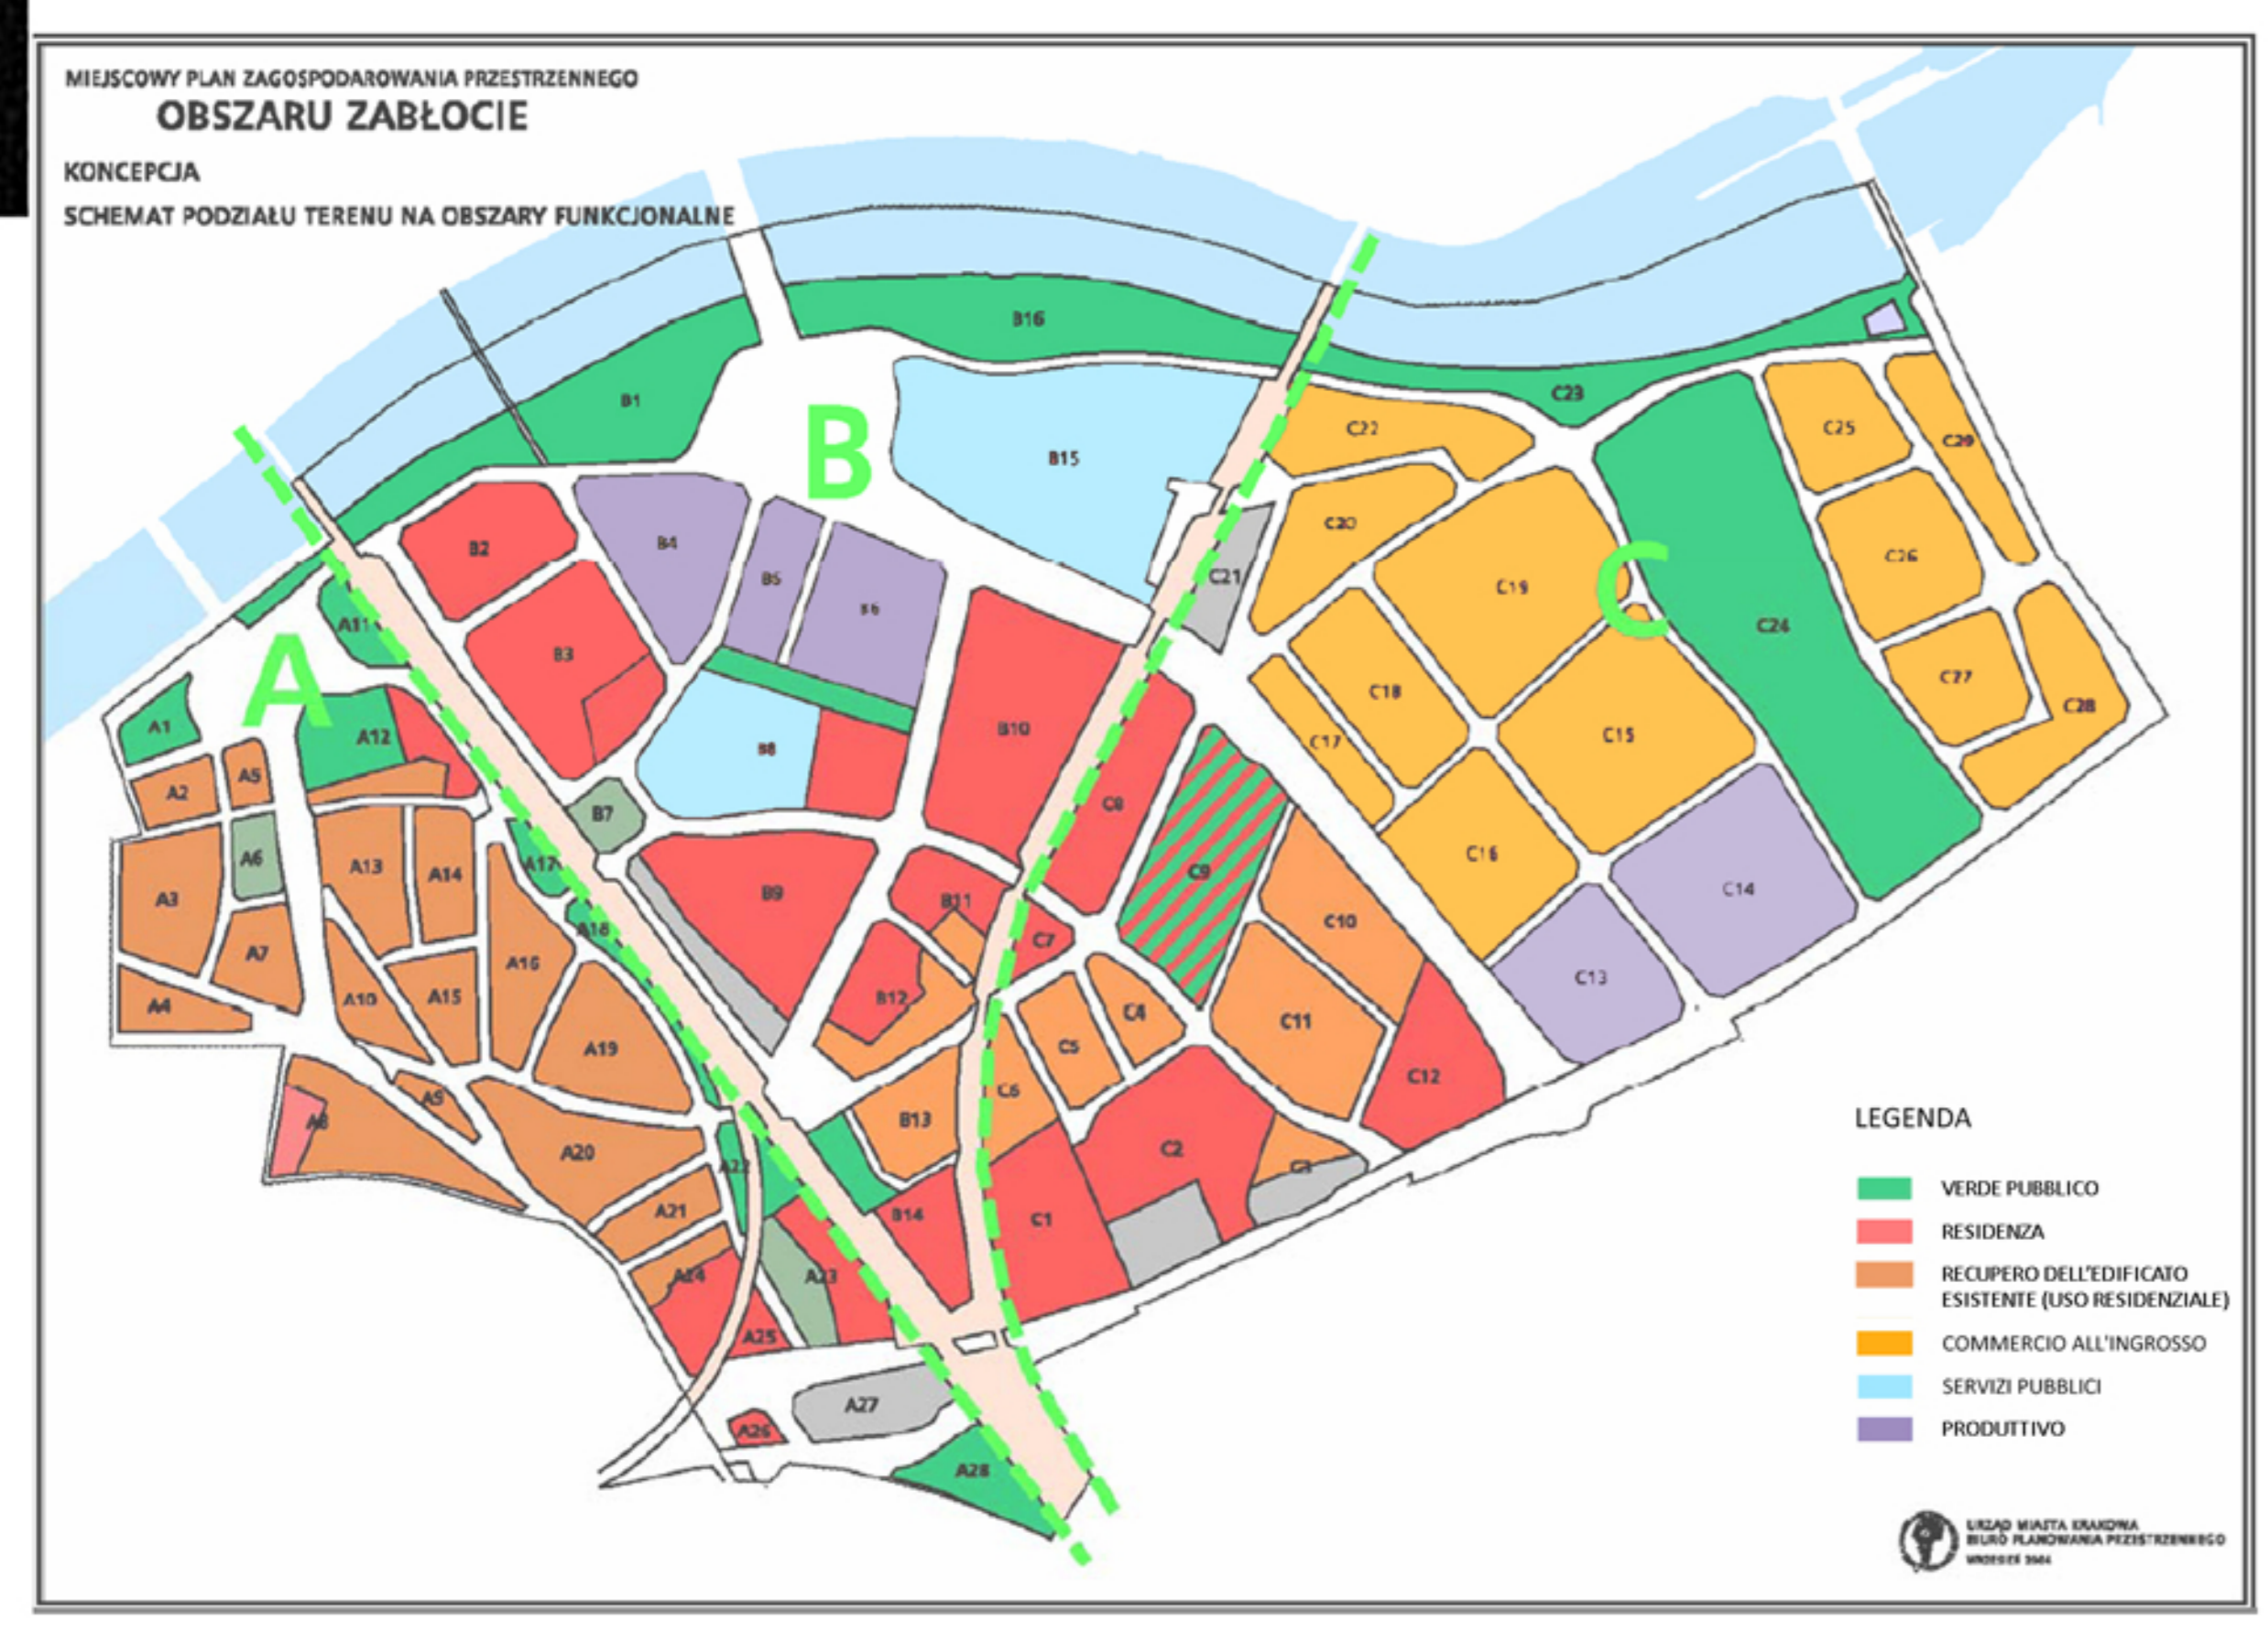 MIEJSCOWY PLAN ZAGOSPODAROWANIA PRZESTRZENNEGO
OBSZARU ZABŁOCIE
KONCEPCJA
SCHEMAT PODZIAŁU TERENU NA OBSZARY FUNKCJONALNE
A
B
C
A1
A2
A3
A4
A5
A6
A7
A8
A9
A10
A11
A12
A13
A14
A15
A16
A17
A18
A19
A20
A21
A22
A23
A25
A26
A27
A28
B1
B2
B3
B4
B5
B6
B7
B8
B9
B10
B11
B12
B13
B14
B15
B16
C1
C2
C3
C4
C5
C6
C7
C8
C9
C10
C11
C12
C13
C14
C15
C16
C17
C18
C19
C20
C21
C22
C23
C24
C25
C26
C27
C28
C29
LEGENDA
VERDE PUBBLICO
RESIDENZA
RECUPERO DELL'EDIFICATO
ESISTENTE (USO RESIDENZIALE)
COMMERCIO ALL'INGROSSO
SERVIZI PUBBLICI
PRODUTTIVO
URZĄD MIASTA KRAKOWA
BIURO PLANOWANIA PRZESTRZENNEGO
WRZESIEŃ